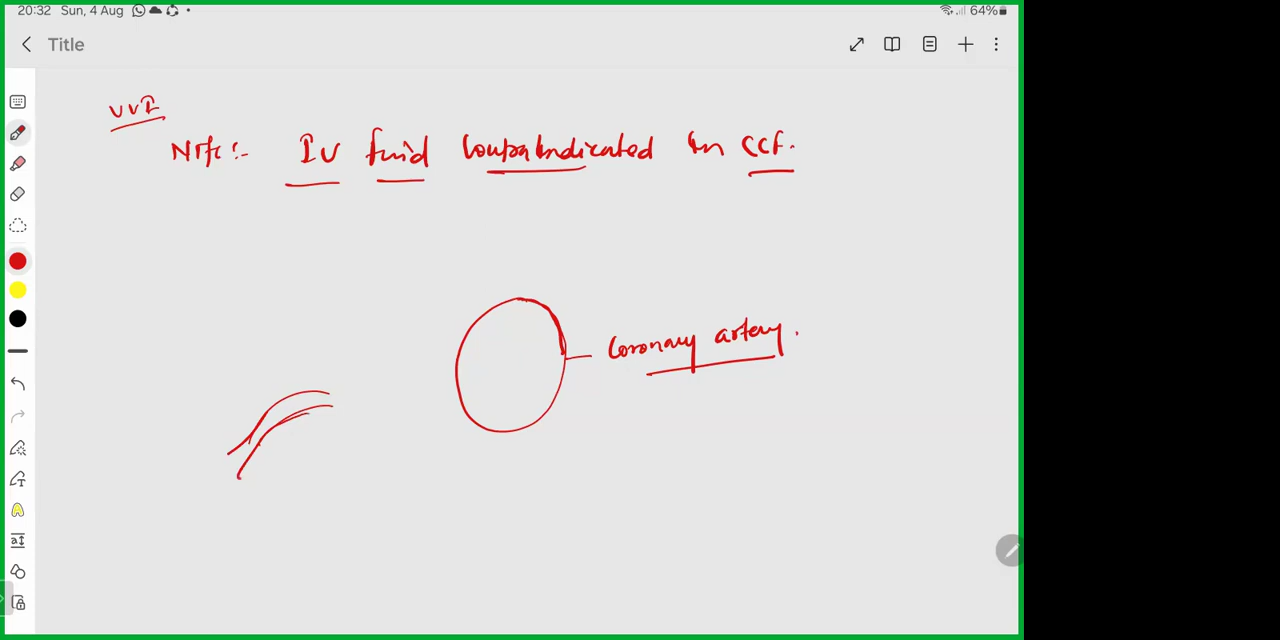 20:32 Sun, 4 Aug
64%
Title
VVI
Note:- IV fluid contraindicated in CCF.
Coronary artery.